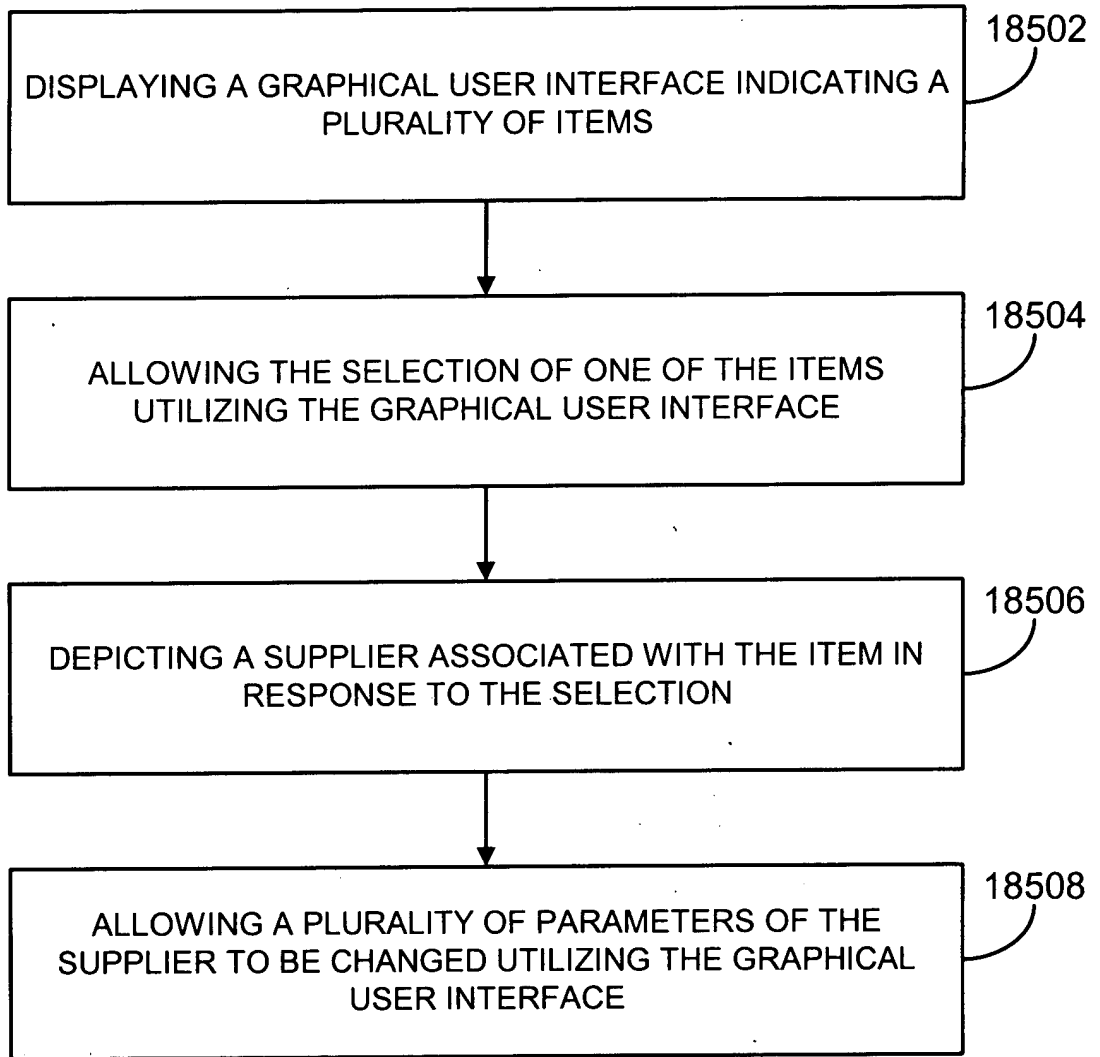 18502
DISPLAYING A GRAPHICAL USER INTERFACE INDICATING A
PLURALITY OF ITEMS
18504
ALLOWING THE SELECTION OF ONE OF THE ITEMS
UTILIZING THE GRAPHICAL USER INTERFACE
18506
DEPICTING A SUPPLIER ASSOCIATED WITH THE ITEM IN
RESPONSE TO THE SELECTION
18508
ALLOWING A PLURALITY OF PARAMETERS OF THE
SUPPLIER TO BE CHANGED UTILIZING THE GRAPHICAL
USER INTERFACE